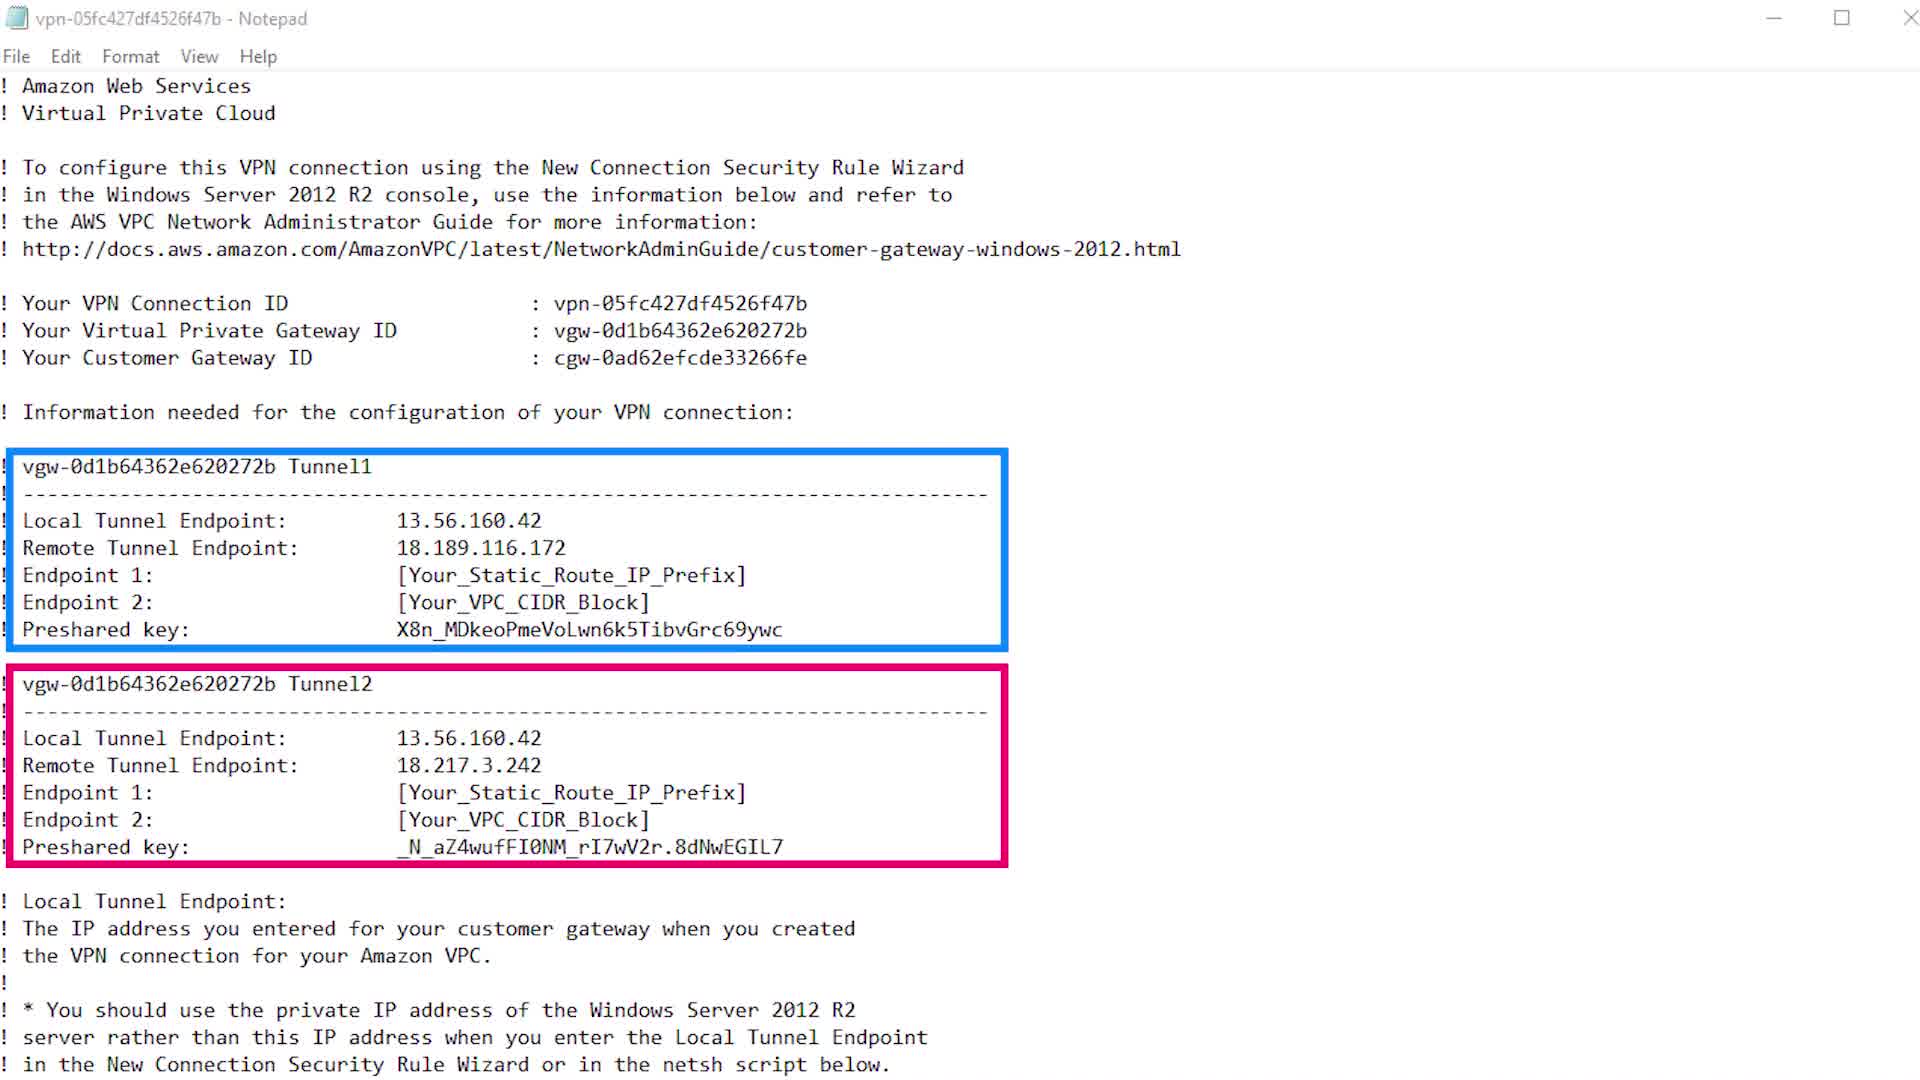 vpn-05fc427df4526f47b - Notepad
File Edit Format View Help
! Amazon Web Services
! Virtual Private Cloud
! To configure this VPN connection using the New Connection Security Rule Wizard
! in the Windows Server 2012 R2 console, use the information below and refer to
! the AWS VPC Network Administrator Guide for more information:
! http://docs.aws.amazon.com/AmazonVPC/latest/NetworkAdminGuide/customer-gateway-windows-2012.html
! Your VPN Connection ID : vpn-05fc427df4526f47b
! Your Virtual Private Gateway ID : vgw-0d1b64362e620272b
! Your Customer Gateway ID : cgw-0ad62efcde33266fe
! Information needed for the configuration of your VPN connection:
! vgw-0d1b64362e620272b Tunnel1
! --------------------------------------------------------------------------------
! Local Tunnel Endpoint: 13.56.160.42
! Remote Tunnel Endpoint: 18.189.116.172
! Endpoint 1: [Your_Static_Route_IP_Prefix]
! Endpoint 2: [Your_VPC_CIDR_Block]
! Preshared key: X8n_MDkeoPmeVoLwn6k5TibvGrc69ywc
! vgw-0d1b64362e620272b Tunnel2
! --------------------------------------------------------------------------------
! Local Tunnel Endpoint: 13.56.160.42
! Remote Tunnel Endpoint: 18.217.3.242
! Endpoint 1: [Your_Static_Route_IP_Prefix]
! Endpoint 2: [Your_VPC_CIDR_Block]
! Preshared key: _N_aZ4wufFI0NM_rI7wV2r.8dNwEGIL7
! Local Tunnel Endpoint:
! The IP address you entered for your customer gateway when you created
! the VPN connection for your Amazon VPC.
!
! * You should use the private IP address of the Windows Server 2012 R2
! server rather than this IP address when you enter the Local Tunnel Endpoint
! in the New Connection Security Rule Wizard or in the netsh script below.